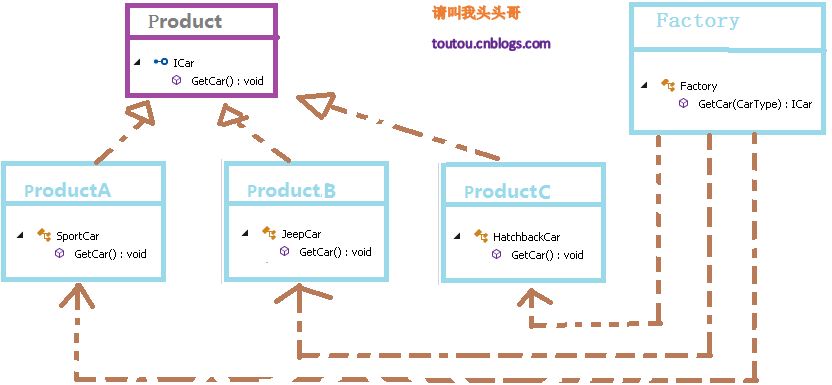 Product
ICar
GetCar() : void
请叫我头头哥
toutou.cnblogs.com
Factory
Factory
GetCar(CarType) : ICar
ProductA
SportCar
GetCar() : void
Product.B
JeepCar
GetCar() : void
ProductC
HatchbackCar
GetCar() : void